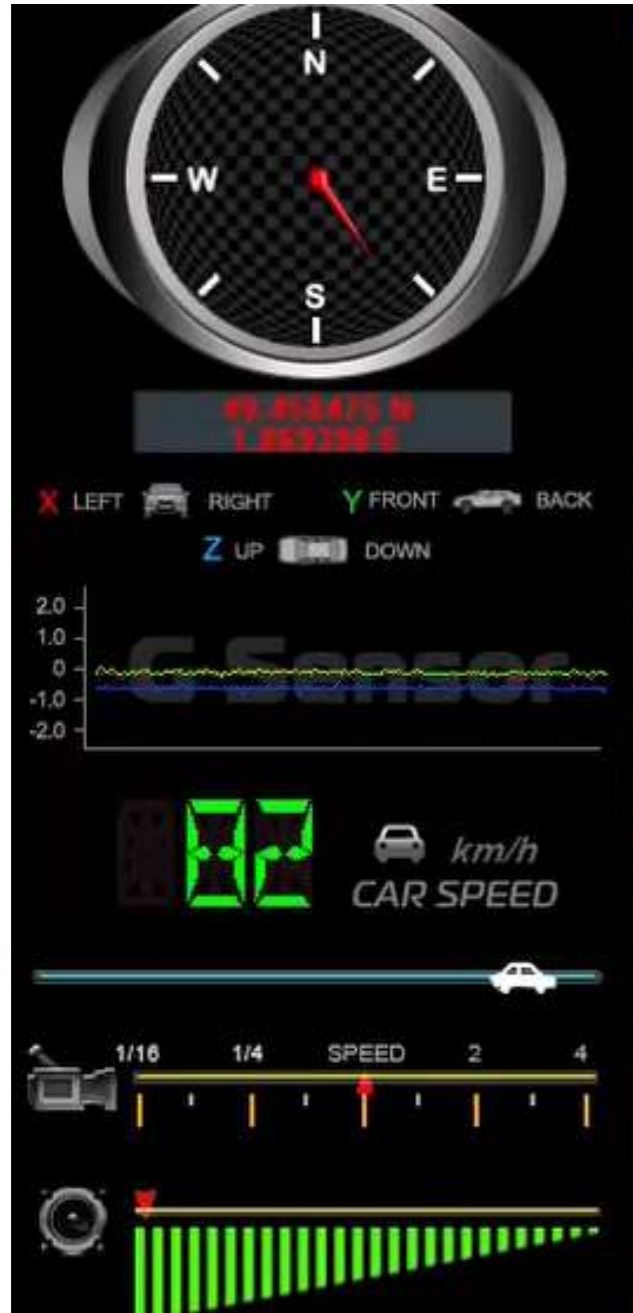 N
W E
S
X LEFT RIGHT Y FRONT BACK
Z UP DOWN
2.0
1.0
0
-1.0
-2.0
G Sensor
82
km/h
CAR SPEED
1/16 1/4 SPEED 2 4